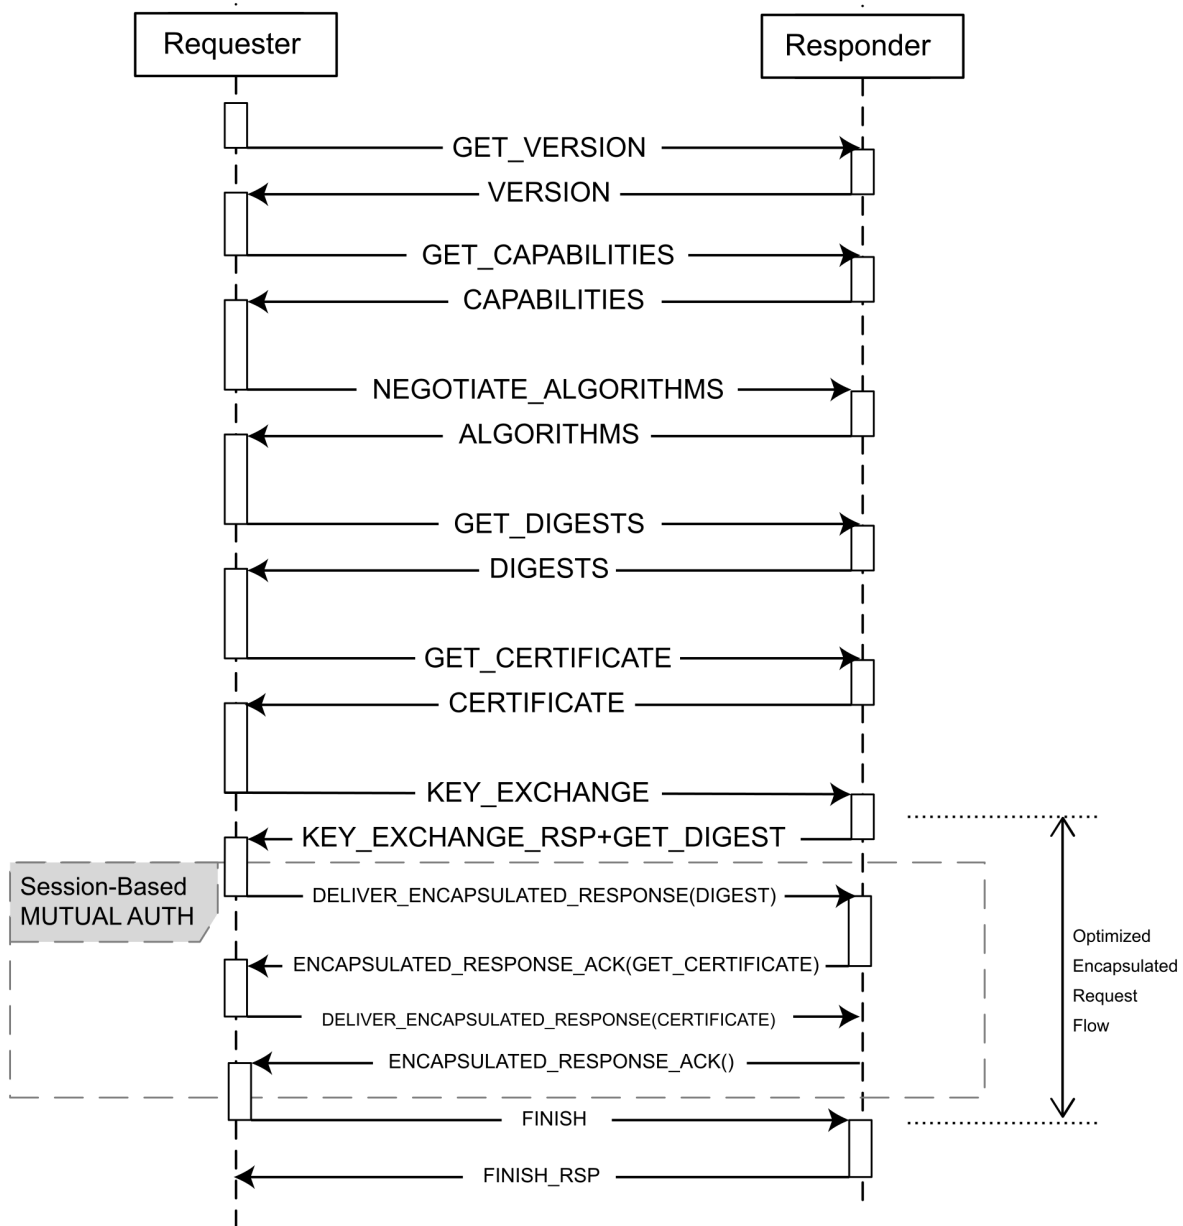 Requester
Responder
GET_VERSION
VERSION
GET_CAPABILITIES
CAPABILITIES
NEGOTIATE_ALGORITHMS
ALGORITHMS
GET_DIGESTS
DIGESTS
GET_CERTIFICATE
CERTIFICATE
KEY_EXCHANGE
KEY_EXCHANGE_RSP+GET_DIGEST
Session-Based
MUTUAL AUTH
DELIVER_ENCAPSULATED_RESPONSE(DIGEST)
ENCAPSULATED_RESPONSE_ACK(GET_CERTIFICATE)
DELIVER_ENCAPSULATED_RESPONSE(CERTIFICATE)
ENCAPSULATED_RESPONSE_ACK()
Optimized
Encapsulated
Request
Flow
FINISH
FINISH_RSP